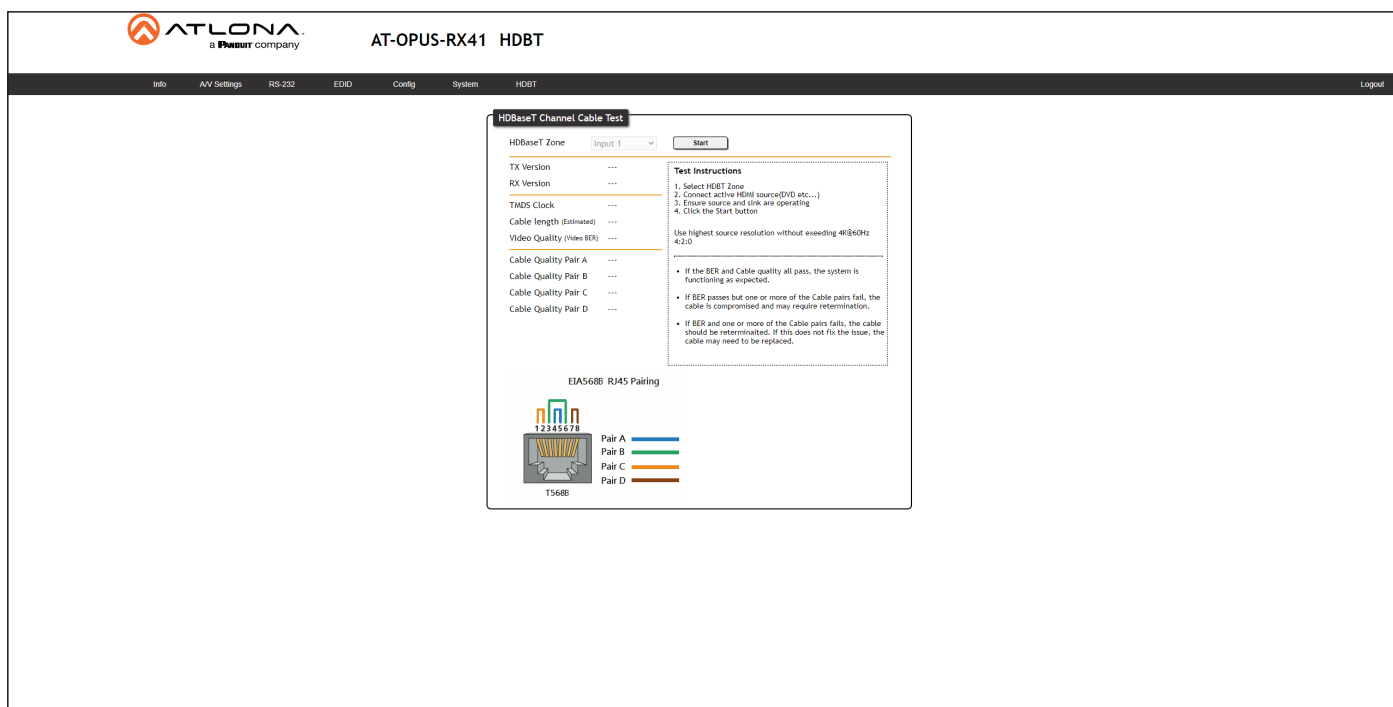 ATLONA.
a PANDUIT company
AT-OPUS-RX41 HDBT
Info A/V Settings RS-232 EDID Config System HDBT Logout
HDBaseT Channel Cable Test
HDBaseT Zone Input 1 Start
TX Version ---
RX Version ---
TMDS Clock ---
Cable length (Estimated) ---
Video Quality (Video BER) ---
Cable Quality Pair A ---
Cable Quality Pair B ---
Cable Quality Pair C ---
Cable Quality Pair D ---
Test Instructions
1. Select HDBT Zone
2. Connect active HDMI source(DVD etc...)
3. Ensure source and sink are operating
4. Click the Start button
Use highest source resolution without exeeding 4K@60Hz
4:2:0
• If the BER and Cable quality all pass, the system is
functioning as expected.
• If BER passes but one or more of the Cable pairs fail, the
cable is compromised and may require retermination.
• If BER and one or more of the Cable pairs fails, the cable
should be reterminaited. If this does not fix the issue, the
cable may need to be replaced.
EIA568B RJ45 Pairing
12345678
Pair A
Pair B
Pair C
Pair D
T568B